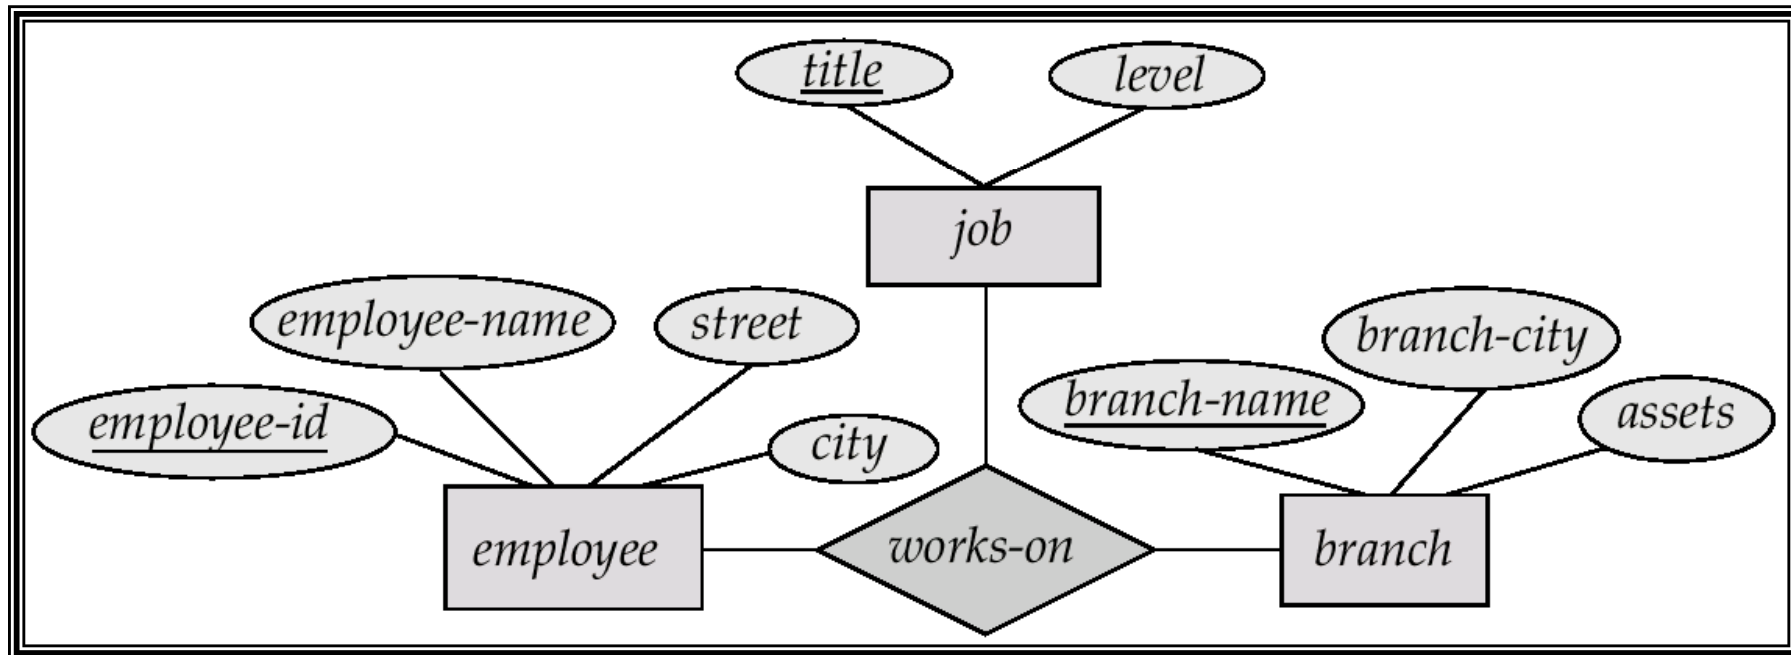 title
level
job
employee-name
street
branch-city
employee-id
city
branch-name
assets
employee
works-on
branch